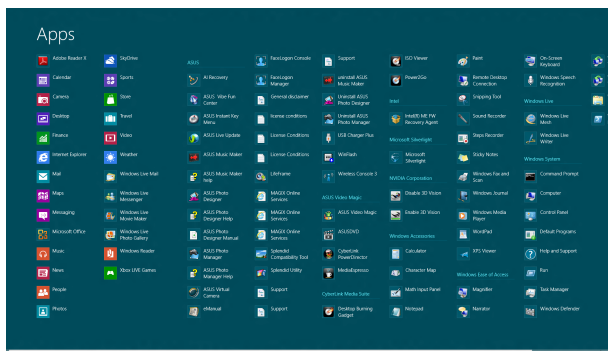 Apps
Adobe Reader X
Calendar
Camera
Desktop
Finance
Internet Explorer
Mail
Maps
Messaging
Microsoft Office
Music
News
People
Photos
SkyDrive
Sports
Store
Travel
Video
Weather
Windows Live Mail
Windows Live
Messenger
Windows Live
Movie Maker
Windows Live
Photo Gallery
Windows Reader
Xbox LIVE Games
ASUS
AI Recovery
ASUS Vibe Fun
Center
ASUS Instant Key
Menu
ASUS Live Update
ASUS Music Maker
ASUS Music Maker
help
ASUS Photo
Designer
ASUS Photo
Designer Help
ASUS Photo
Designer Manual
ASUS Photo
Manager
ASUS Photo
Manager Help
ASUS Virtual
Camera
eManual
FaceLogon Console
FaceLogon
Manager
General disclaimer
license conditions
License Conditions
License Conditions
LifeFrame
MAGIX Online
Services
MAGIX Online
Services
MAGIX Online
Services
Splendid
Compatibility Tool
Splendid Utility
Support
Support
Support
uninstall ASUS
Music Maker
Uninstall ASUS
Photo Designer
Uninstall ASUS
Photo Manager
USB Charger Plus
WinFlash
Wireless Console 3
ASUS Video Magic
ASUS Video Magic
ASUSDVD
CyberLink
PowerDirector
MediaEspresso
CyberLink Media Suite
Desktop Burning
Gadget
ISO Viewer
Power2Go
Intel
Intel® ME FW
Recovery Agent
Microsoft Silverlight
Microsoft
Silverlight
NVIDIA Corporation
Disable 3D Vision
Enable 3D Vision
Windows Accessories
Calculator
Character Map
Math Input Panel
Notepad
Paint
Remote Desktop
Connection
Snipping Tool
Sound Recorder
Steps Recorder
Sticky Notes
Windows Fax and
Scan
Windows Journal
Windows Media
Player
WordPad
XPS Viewer
Windows Ease of Access
Magnifier
Narrator
On-Screen
Keyboard
Windows Speech
Recognition
Windows Live
Windows Live
Mesh
Windows Live
Writer
Windows System
Command Prompt
Computer
Control Panel
Default Programs
Help and Support
Run
Task Manager
Windows Defender